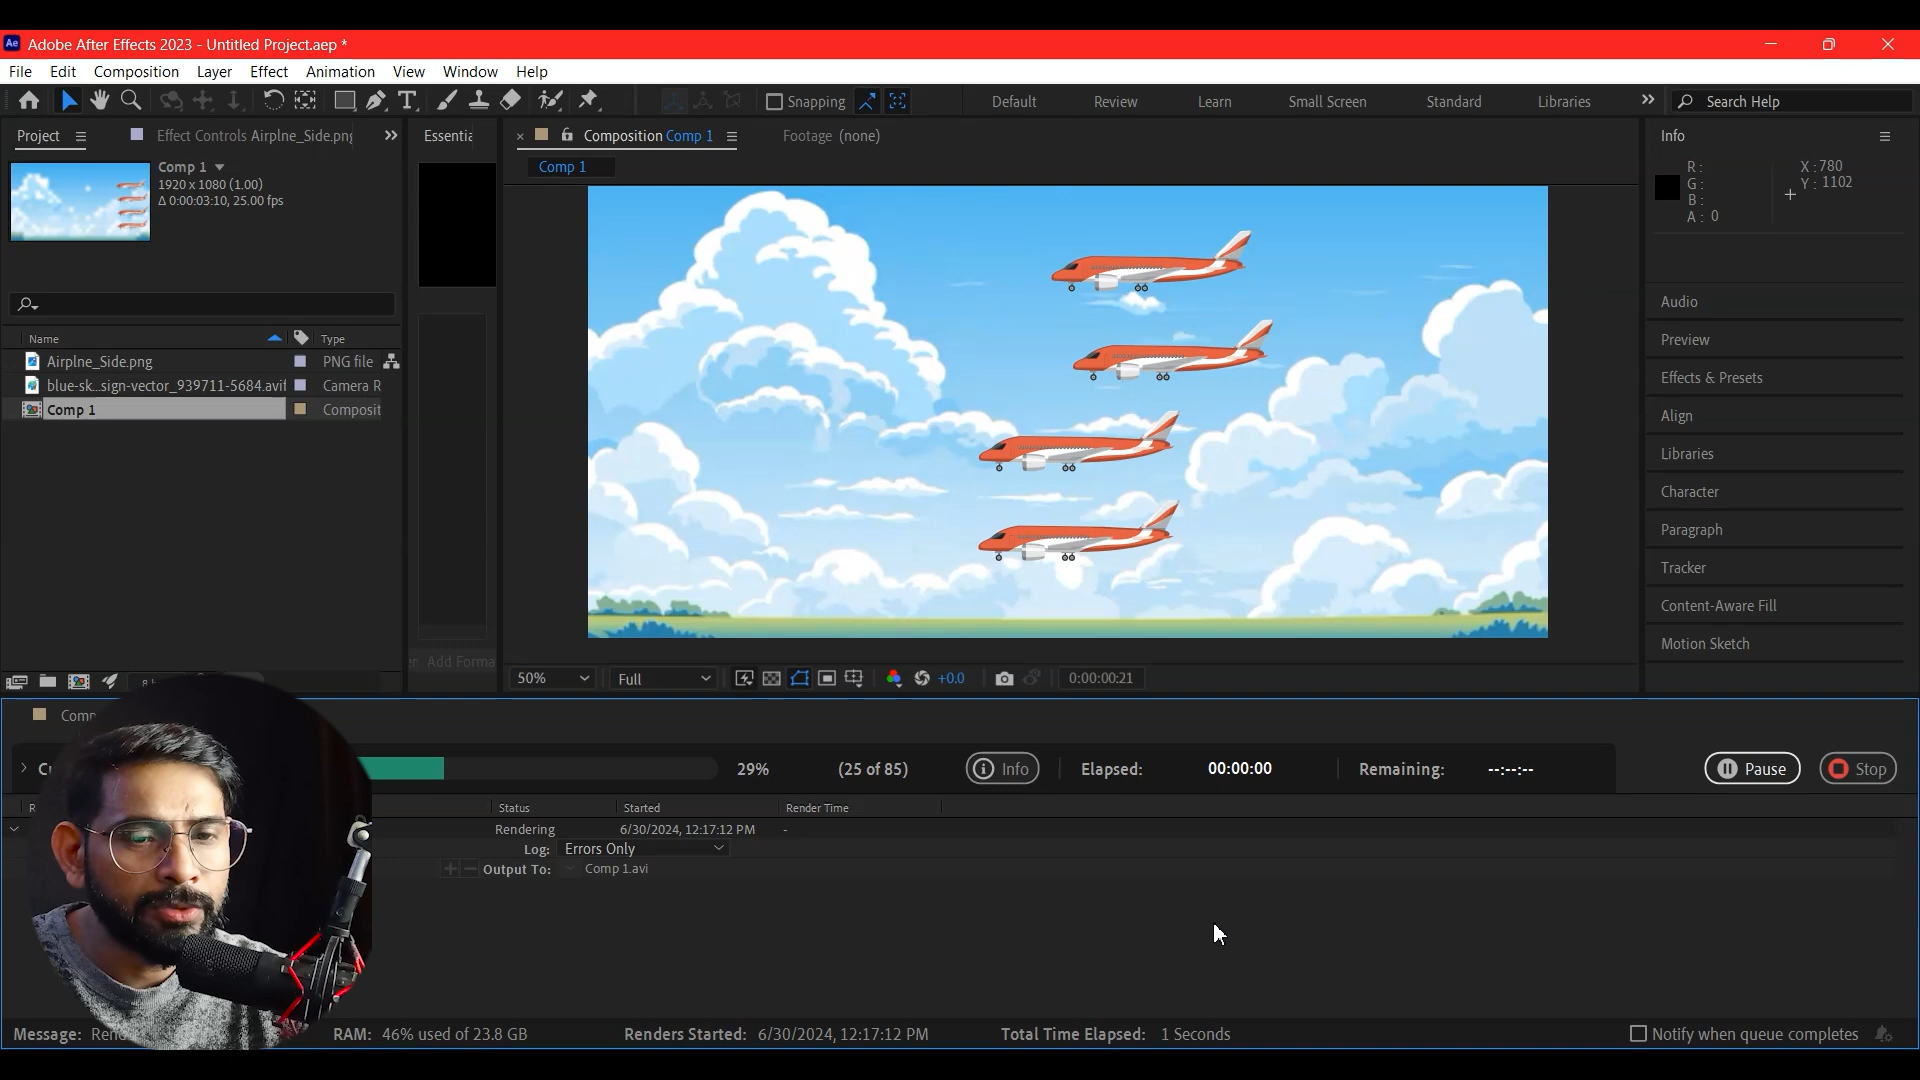 Ae Adobe After Effects 2023 - Untitled Project.aep *
File Edit Composition Layer Effect Animation View Window Help
Snapping Default Review Learn Small Screen Standard Libraries Search Help
Project Effect Controls Airplne_Side.png Essentia Composition Comp 1 Footage (none) Info
Comp 1
1920 x 1080 (1.00)
Δ 0:00:03:10, 25.00 fps
Comp 1
R :
G :
B :
A : 0
X : 780
Y : 1102
Audio
Preview
Effects & Presets
Align
Libraries
Character
Paragraph
Tracker
Content-Aware Fill
Motion Sketch
Name Type
Airplne_Side.png PNG file
blue-sk...sign-vector_939711-5684.avif Camera R
Comp 1 Composit
Add Forma
50% Full +0.0 0:00:00:21
Comp
29% (25 of 85) Info Elapsed: 00:00:00 Remaining: --:--:-- Pause Stop
R Status Started Render Time
Rendering 6/30/2024, 12:17:12 PM -
Log: Errors Only
Output To: Comp 1.avi
Message: Ren RAM: 46% used of 23.8 GB Renders Started: 6/30/2024, 12:17:12 PM Total Time Elapsed: 1 Seconds Notify when queue completes